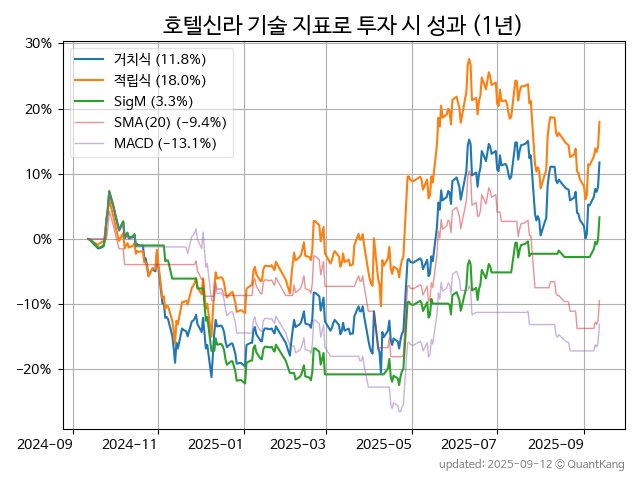 호텔신라 기술 지표로 투자 시 성과 (1년)
30%
20%
10%
0%
−10%
−20%
거치식 (11.8%)
적립식 (18.0%)
SigM (3.3%)
SMA(20) (−9.4%)
MACD (−13.1%)
2024-09
2024-11
2025-01
2025-03
2025-05
2025-07
2025-09
updated: 2025-09-12 © QuantKang